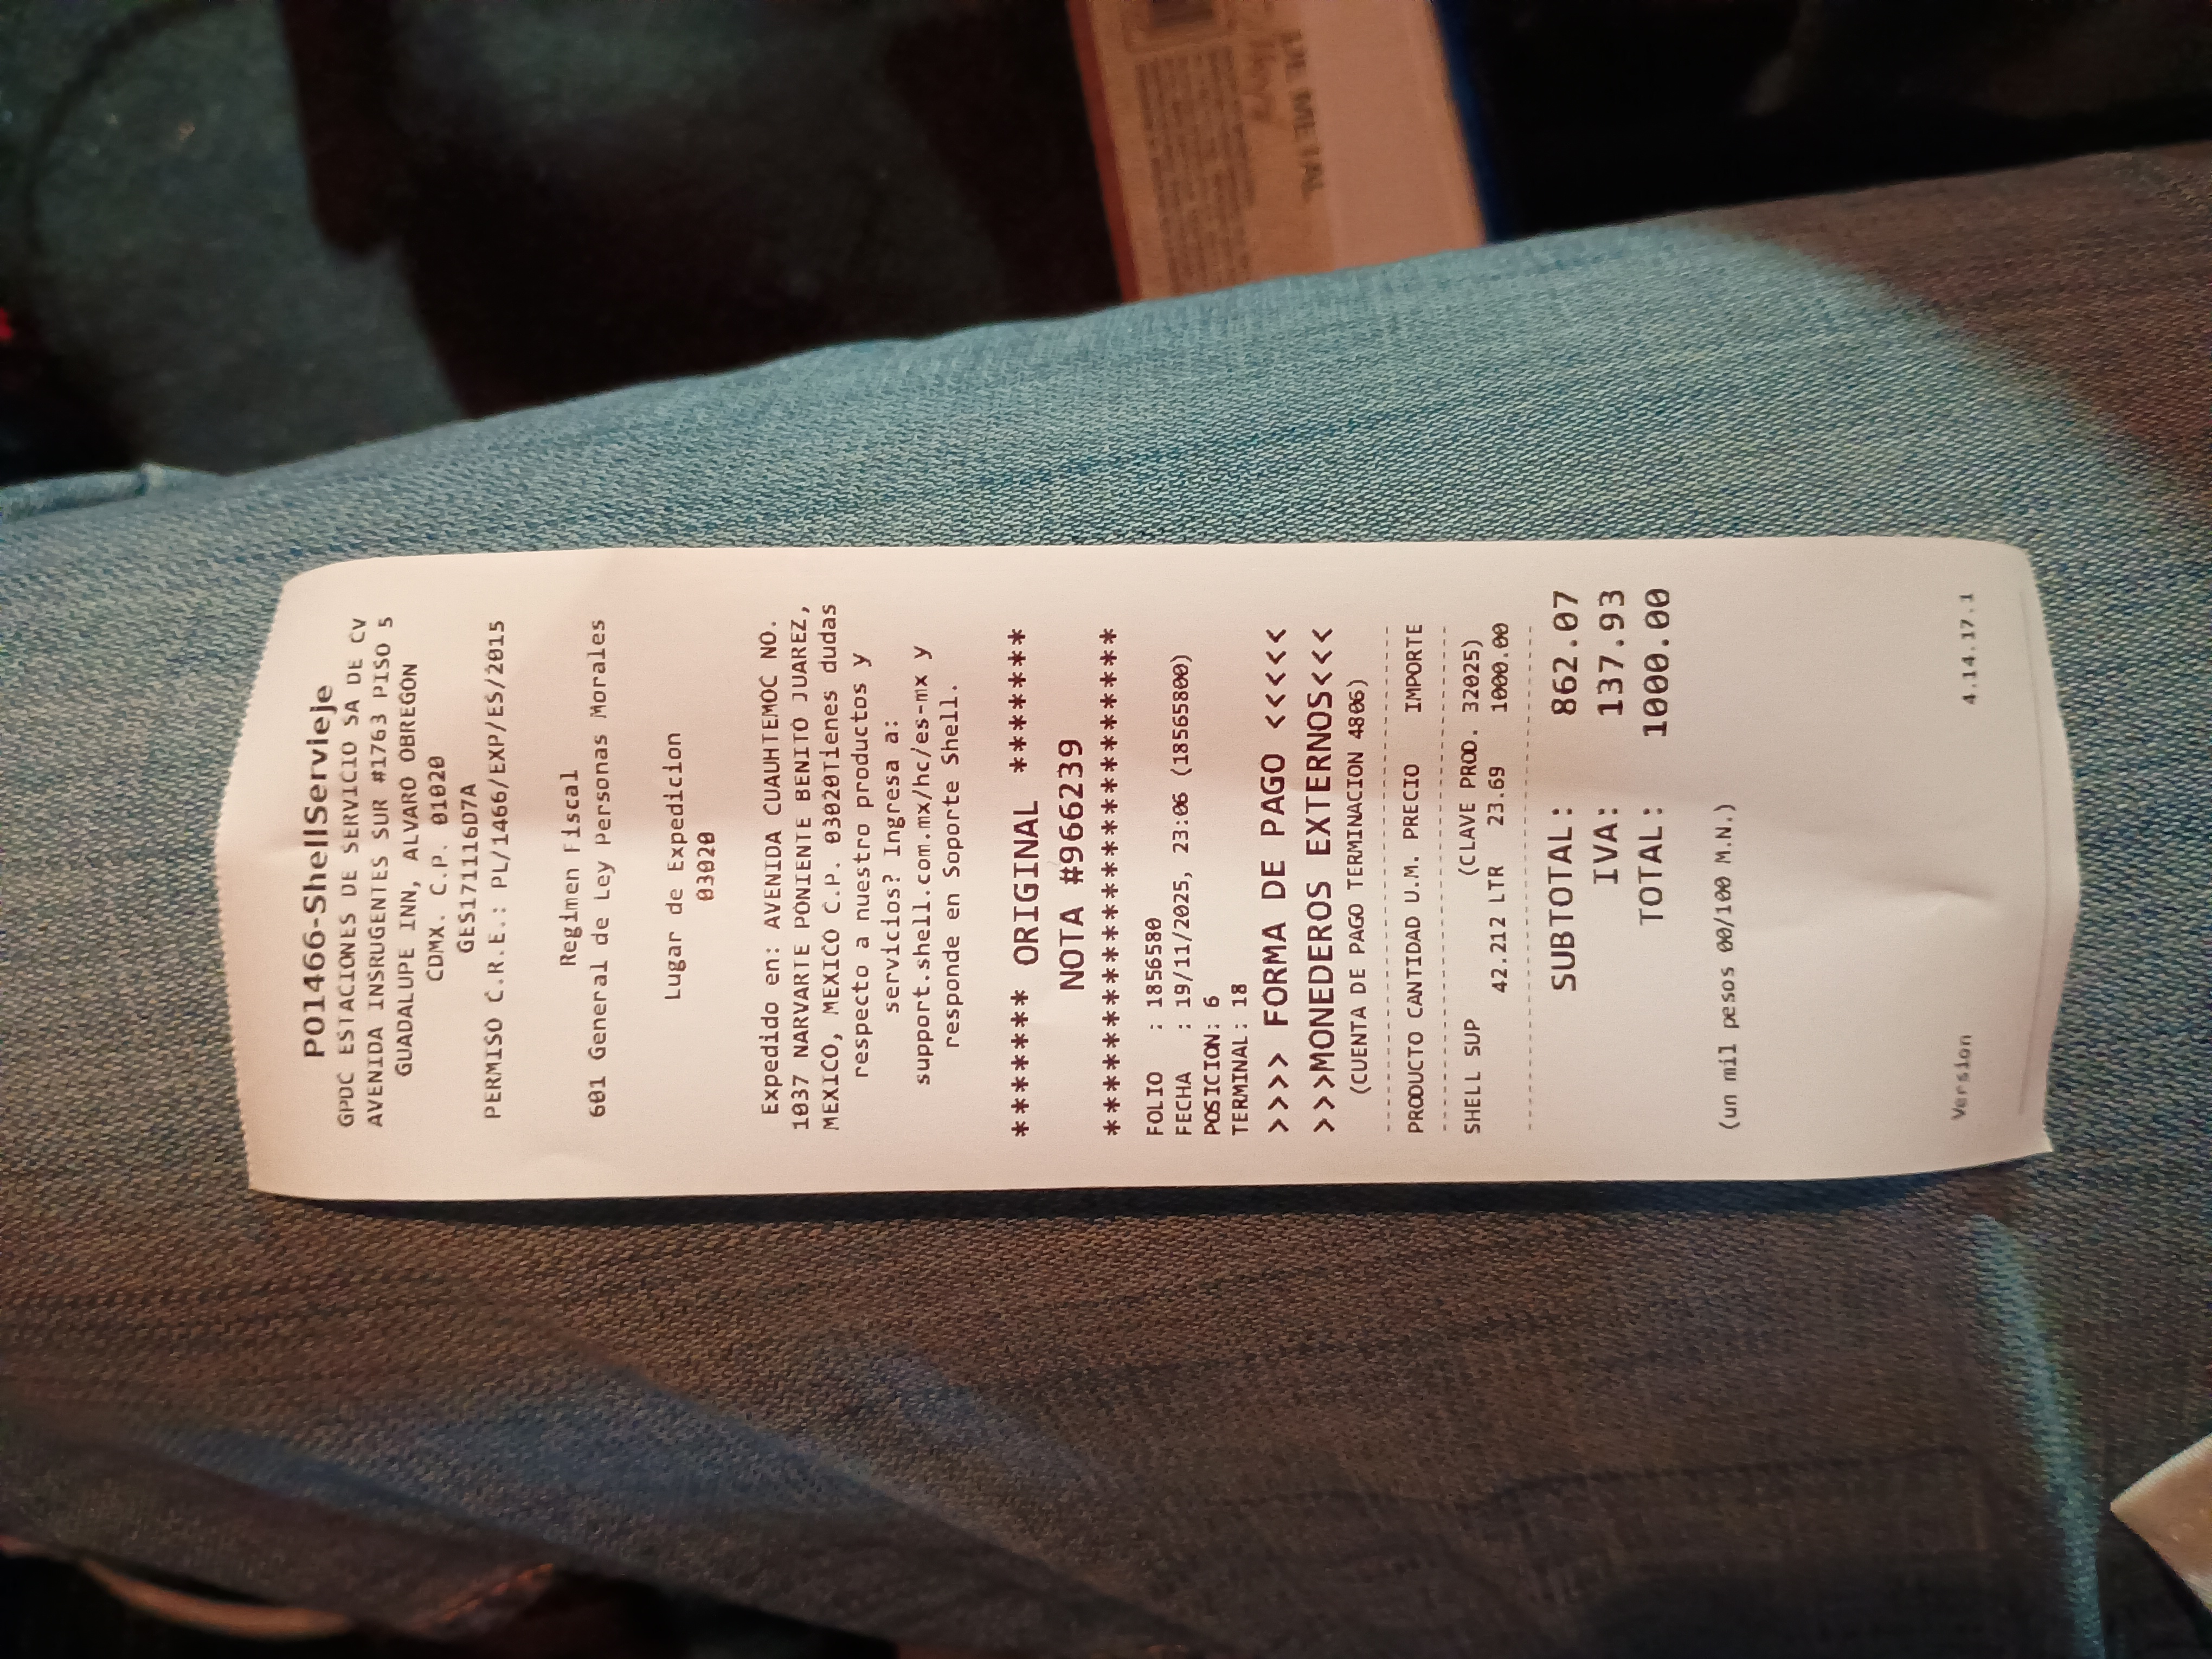 P01466-ShellServieje
GPDC ESTACIONES DE SERVICIO SA DE CV
AVENIDA INSRUGENTES SUR #1763 PISO 5
GUADALUPE INN, ALVARO OBREGON
CDMX. C.P. 01020
GES171116D7A
PERMISO C.R.E.: PL/1466/EXP/ES/2015
Regimen Fiscal
601 General de Ley Personas Morales
Lugar de Expedicion
03020
Expedido en: AVENIDA CUAUHTEMOC NO.
1037 NARVARTE PONIENTE BENITO JUAREZ,
MEXICO, MEXICO C.P. 03020Tienes dudas
respecto a nuestro productos y
servicios? Ingresa a:
support.shell.com.mx/hc/es-mx y
responde en Soporte Shell.
******* ORIGINAL *******
NOTA #966239
************************
FOLIO : 1856580
FECHA : 19/11/2025, 23:06 (18565800)
POSICION: 6
TERMINAL: 18
>>>> FORMA DE PAGO <<<<<
>>>MONEDEROS EXTERNOS<<<
(CUENTA DE PAGO TERMINACION 4806)
PRODUCTO CANTIDAD U.M. PRECIO IMPORTE
SHELL SUP (CLAVE PROD. 32025)
42.212 LTR 23.69 1000.00
SUBTOTAL: 862.07
IVA: 137.93
TOTAL: 1000.00
(un mil pesos 00/100 M.N.)
Version 4.14.17.1
DE METAL